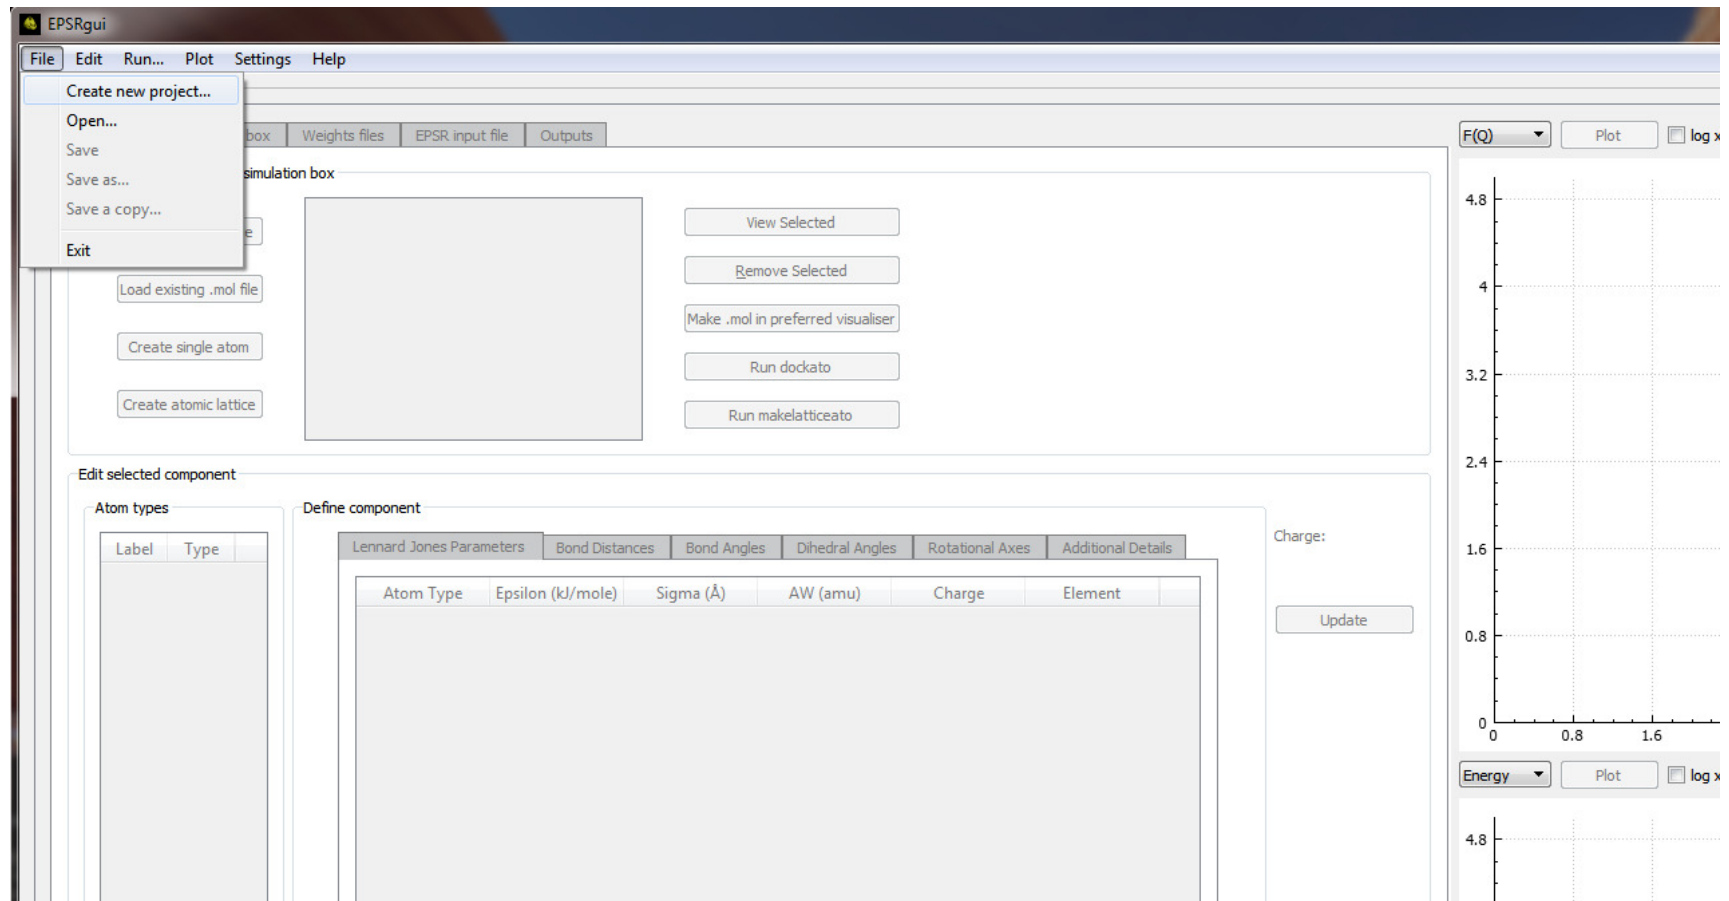 EPSRgui
File Edit Run... Plot Settings Help
Create new project...
Open...
Save
Save as...
Save a copy...
Exit
box Weights files EPSR input file Outputs
simulation box
e
Load existing .mol file
Create single atom
Create atomic lattice
View Selected
Remove Selected
Make .mol in preferred visualiser
Run dockato
Run makelatticeato
Edit selected component
Atom types
Label Type
Define component
Lennard Jones Parameters Bond Distances Bond Angles Dihedral Angles Rotational Axes Additional Details
Atom Type Epsilon (kJ/mole) Sigma (Å) AW (amu) Charge Element
Charge:
Update
F(Q) Plot log x
4.8
4
3.2
2.4
1.6
0.8
0
0 0.8 1.6
Energy Plot log x
4.8